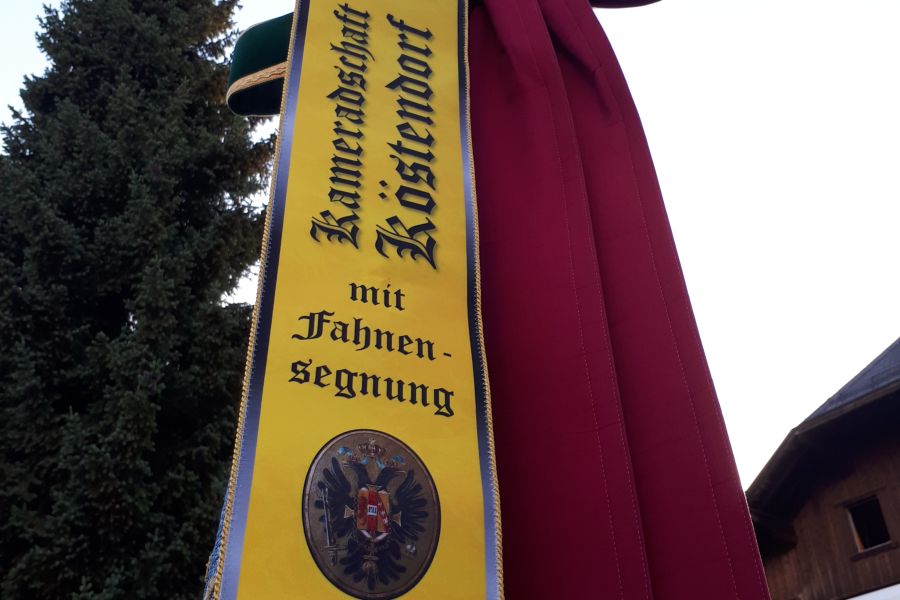 Kameradschaft
Köstendorf
mit
Fahnen-
segnung